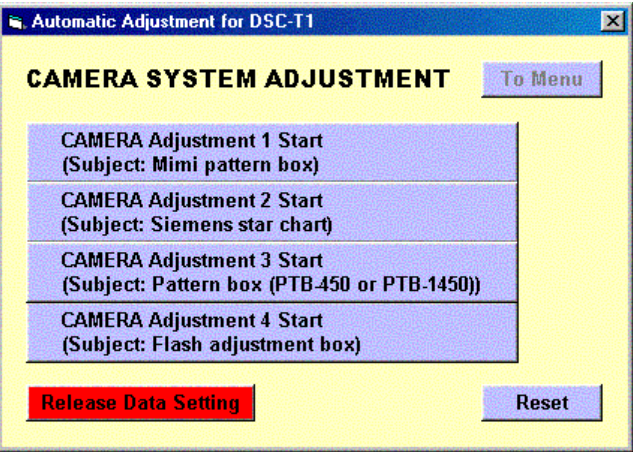 Automatic Adjustment for DSC-T1
CAMERA SYSTEM ADJUSTMENT
To Menu
CAMERA Adjustment 1 Start
(Subject: Mimi pattern box)
CAMERA Adjustment 2 Start
(Subject: Siemens star chart)
CAMERA Adjustment 3 Start
(Subject: Pattern box (PTB-450 or PTB-1450))
CAMERA Adjustment 4 Start
(Subject: Flash adjustment box)
Release Data Setting
Reset